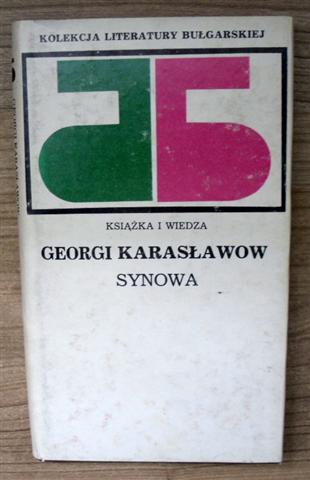 KOLEKCJA LITERATURY BUŁGARSKIEJ
KSIĄŻKA I WIEDZA
GEORGI KARASŁAWOW
SYNOWA